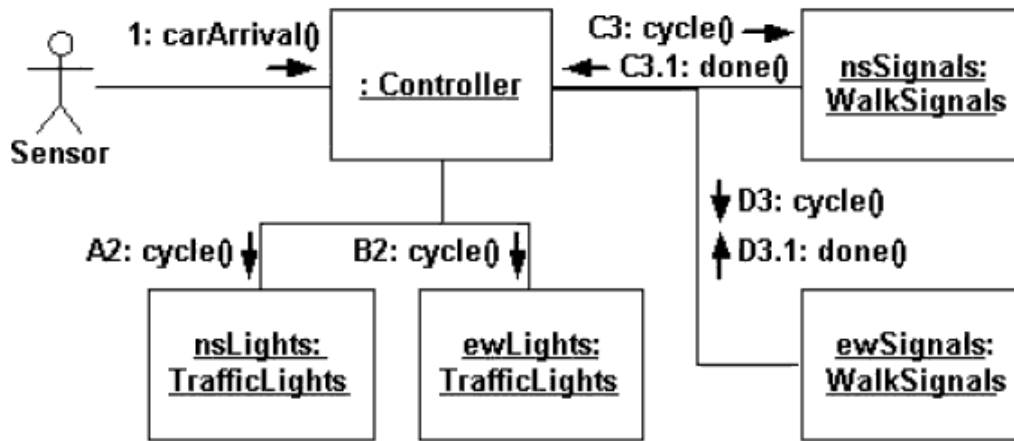 1: carArrival()
C3: cycle()
C3.1: done()
: Controller
nsSignals:
WalkSignals
Sensor
D3: cycle()
D3.1: done()
A2: cycle()
B2: cycle()
nsLights:
TrafficLights
ewLights:
TrafficLights
ewSignals:
WalkSignals